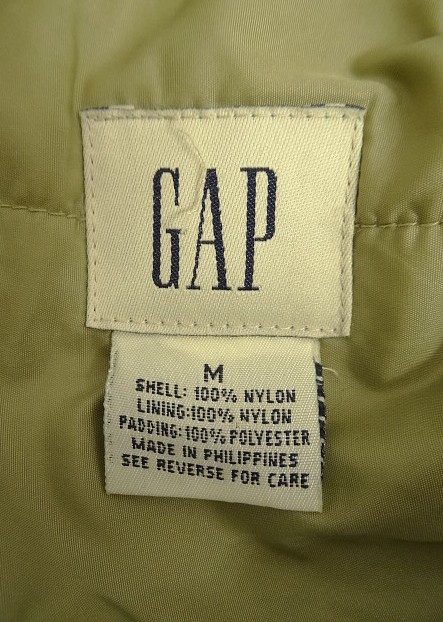 GAP
M
SHELL: 100% NYLON
LINING:100% NYLON
PADDING:100% POLYESTER
MADE IN PHILIPPINES
SEE REVERSE FOR CARE